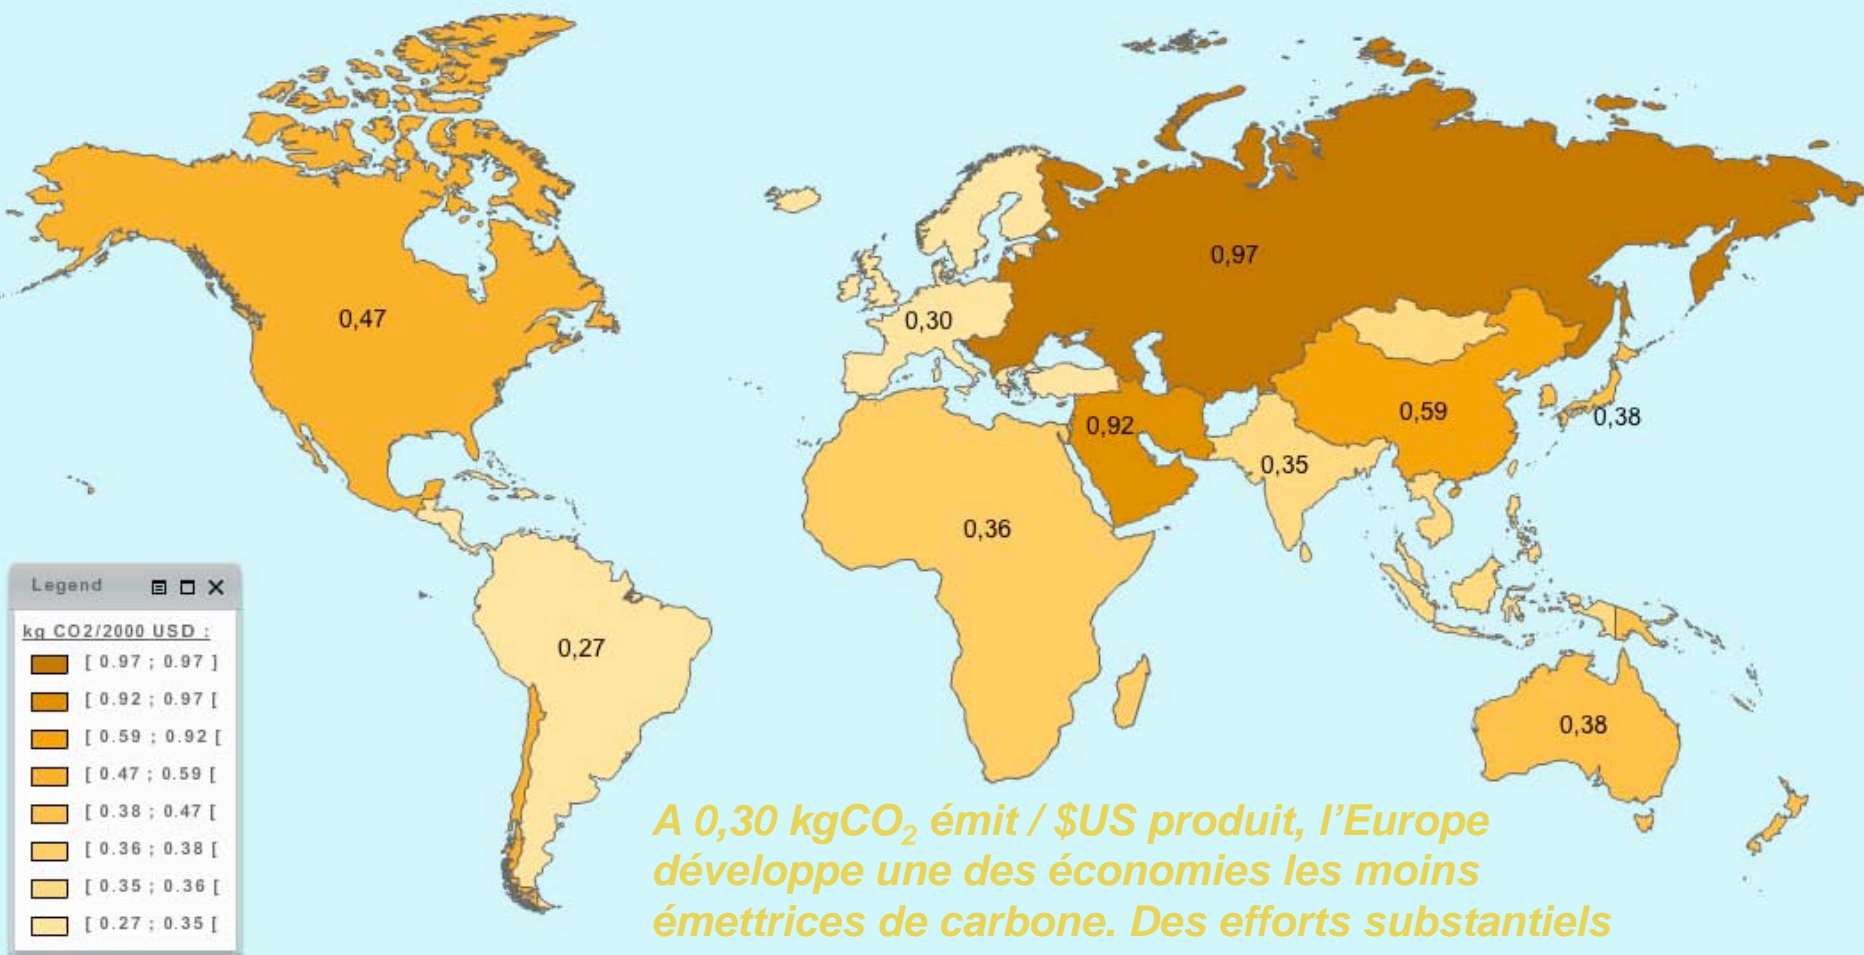 0,97
0,47
0,30
0,59
0,38
0,92
0,35
0,36
0,27
0,38
Legend
kg CO2/2000 USD :
[ 0.97 ; 0.97 ]
[ 0.92 ; 0.97 [
[ 0.59 ; 0.92 [
[ 0.47 ; 0.59 [
[ 0.38 ; 0.47 [
[ 0.36 ; 0.38 [
[ 0.35 ; 0.36 [
[ 0.27 ; 0.35 [
A 0,30 kgCO₂ émit / $US produit, l’Europe
développe une des économies les moins
émettrices de carbone. Des efforts substantiels